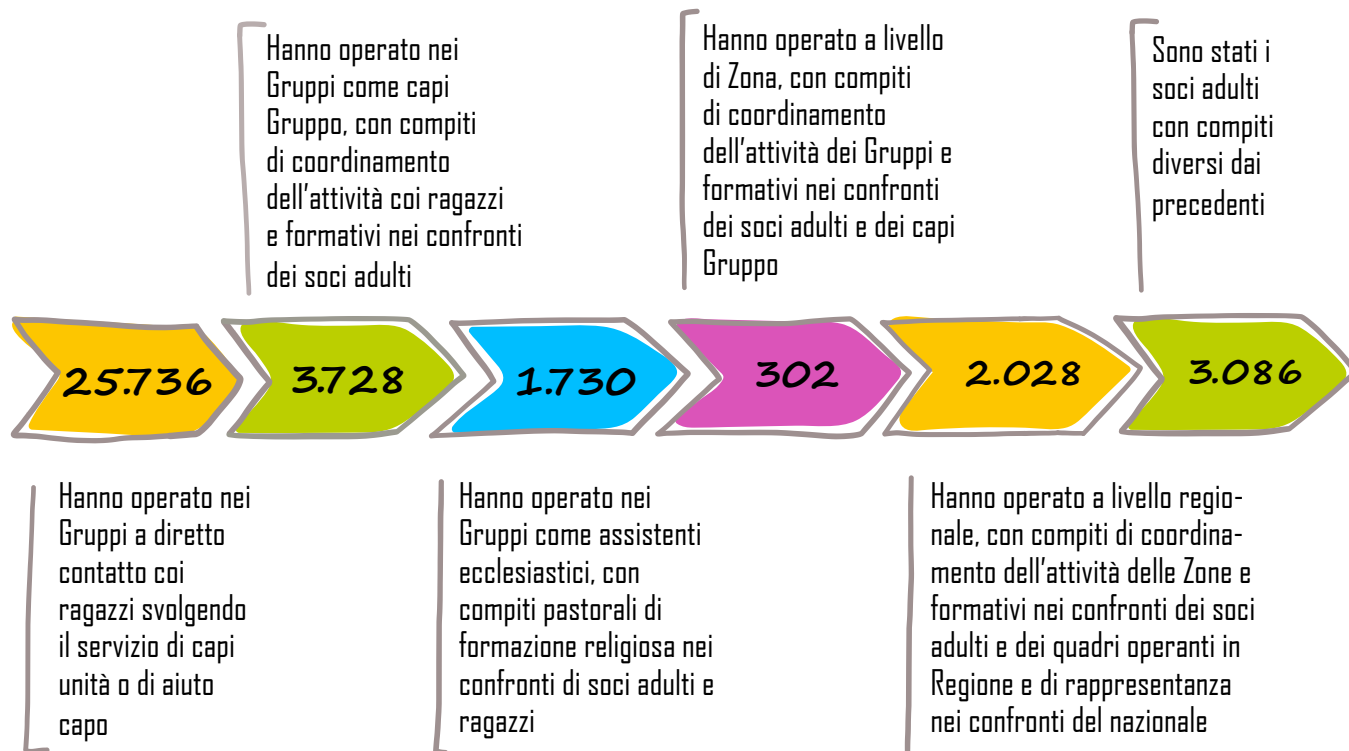 Hanno operato nei
Gruppi come capi
Gruppo, con compiti
di coordinamento
dell'attività coi ragazzi
e formativi nei confronti
dei soci adulti
Hanno operato a livello
di Zona, con compiti
di coordinamento
dell'attività dei Gruppi e
formativi nei confronti
dei soci adulti e dei capi
Gruppo
Sono stati i
soci adulti
con compiti
diversi dai
precedenti
25.736
3.728
1.730
302
2.028
3.086
Hanno operato nei
Gruppi a diretto
contatto coi
ragazzi svolgendo
il servizio di capi
unità o di aiuto
capo
Hanno operato nei
Gruppi come assistenti
ecclesiastici, con
compiti pastorali di
formazione religiosa nei
confronti di soci adulti e
ragazzi
Hanno operato a livello regio-
nale, con compiti di coordina-
mento dell'attività delle Zone e
formativi nei confronti dei soci
adulti e dei quadri operanti in
Regione e di rappresentanza
nei confronti del nazionale